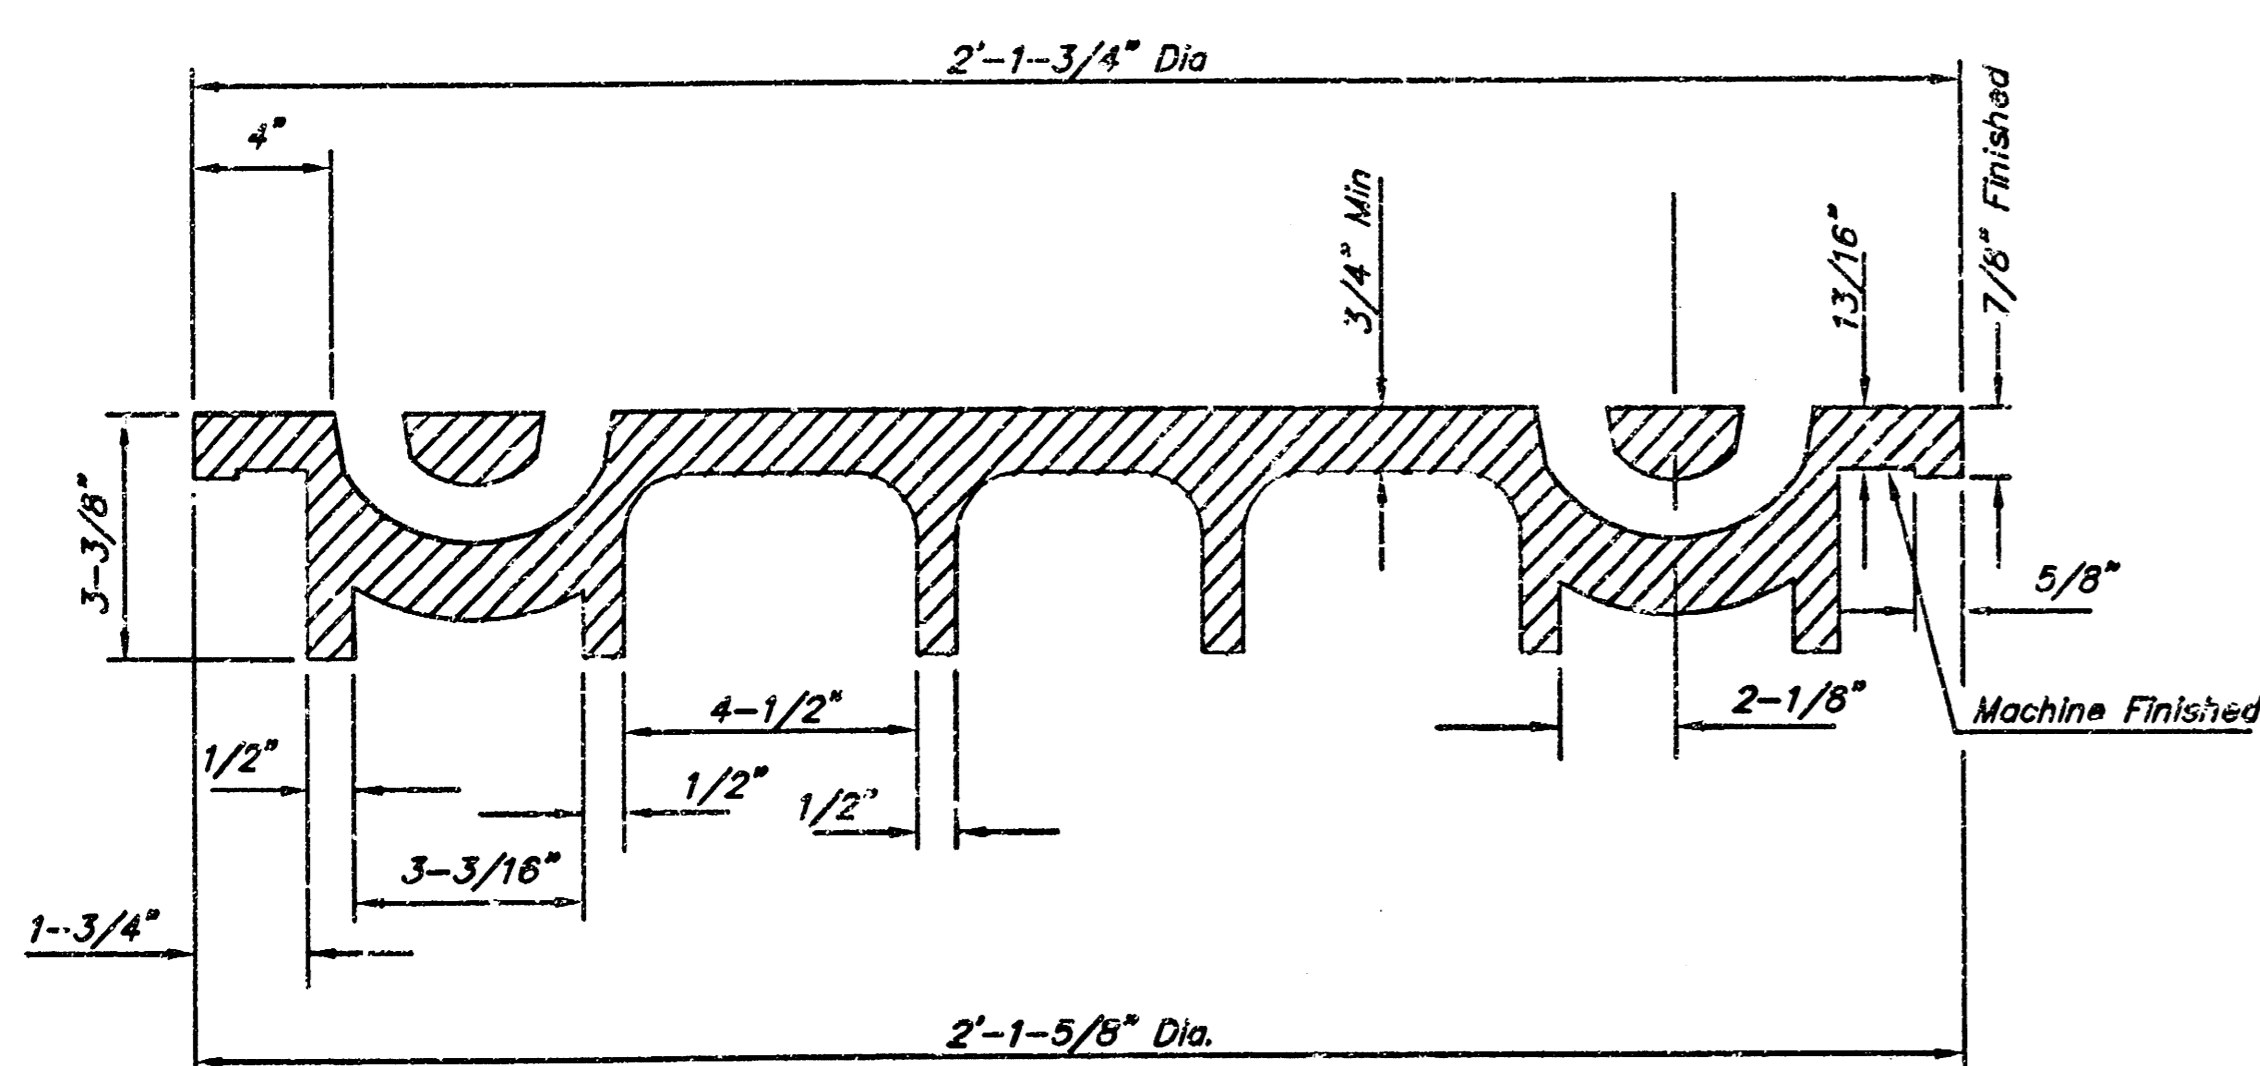 2'-1-3/4" Dia
4"
3/4" Min
13/16"
7/8" Finished
3-3/8"
5/8"
2-1/8"
Machine Finished
4-1/2"
1/2"
1/2"
1/2"
3-3/16"
1-3/4"
2'-1-5/8" Dia.